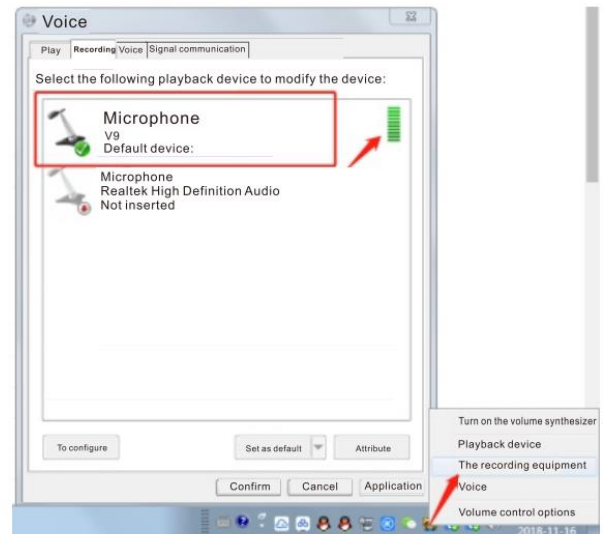 Voice
Play Recording Voice Signal communication
Select the following playback device to modify the device:
Microphone
V9
Default device:
Microphone
Realtek High Definition Audio
Not inserted
To configure Set as default Attribute
Confirm Cancel Application
Turn on the volume synthesizer
Playback device
The recording equipment
Voice
Volume control options
2018-11-16